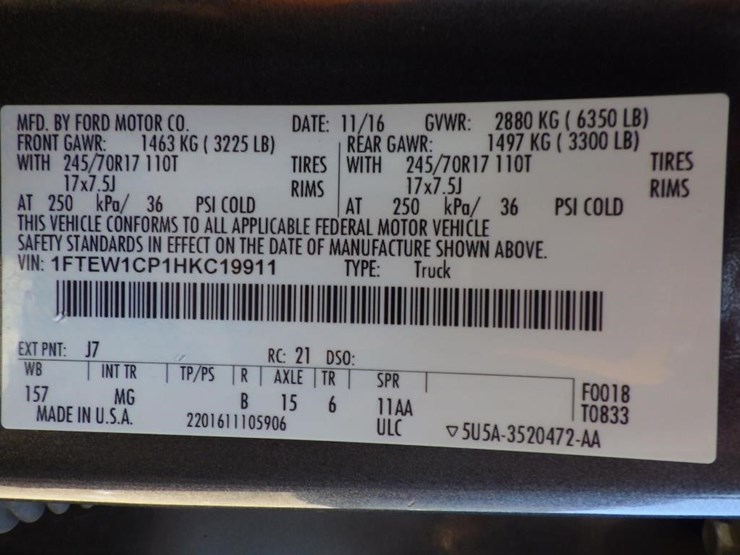 MFD. BY FORD MOTOR CO. DATE: 11/16 GVWR: 2880 KG ( 6350 LB)
FRONT GAWR: 1463 KG ( 3225 LB) REAR GAWR: 1497 KG ( 3300 LB)
WITH 245/70R17 110T TIRES WITH 245/70R17 110T TIRES
17x7.5J RIMS 17x7.5J RIMS
AT 250 kPa/ 36 PSI COLD AT 250 kPa/ 36 PSI COLD
THIS VEHICLE CONFORMS TO ALL APPLICABLE FEDERAL MOTOR VEHICLE
SAFETY STANDARDS IN EFFECT ON THE DATE OF MANUFACTURE SHOWN ABOVE.
VIN: 1FTEW1CP1HKC19911 TYPE: Truck
EXT PNT: J7 RC: 21 DSO:
WB INT TR TP/PS R AXLE TR SPR
157 MG B 15 6 11AA F0018
MADE IN U.S.A. 2201611105906 ULC T0833
▽5U5A-3520472-AA